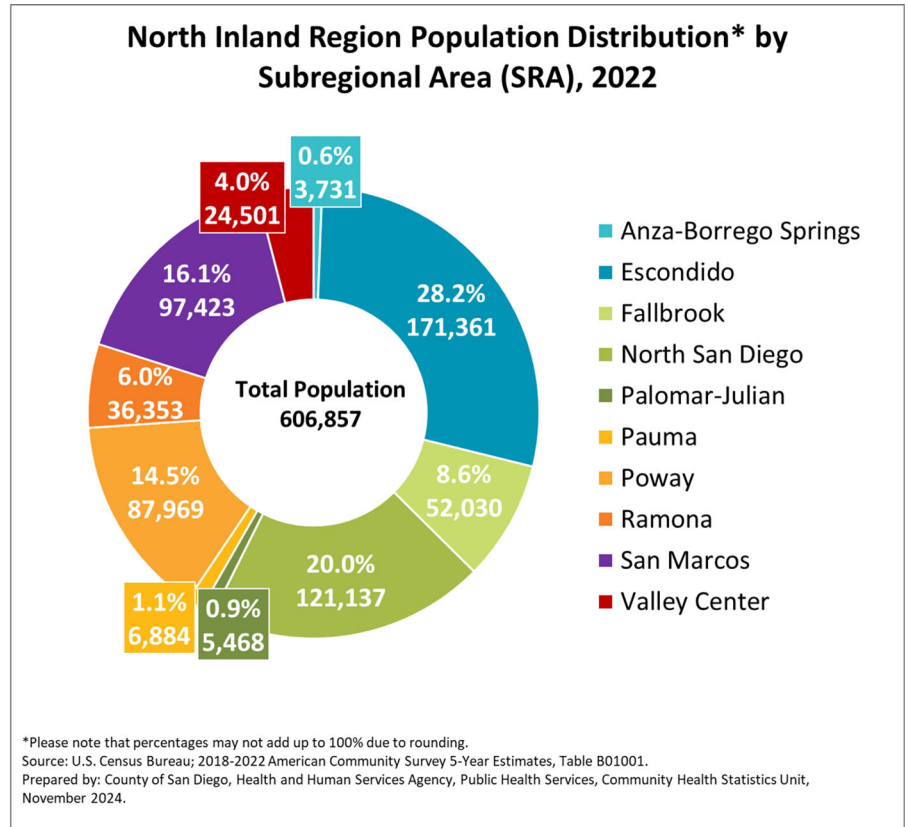 North Inland Region Population Distribution* by
Subregional Area (SRA), 2022
0.6%
3,731
4.0%
24,501
16.1%
97,423
28.2%
171,361
6.0%
36,353
Total Population
606,857
14.5%
87,969
8.6%
52,030
20.0%
121,137
1.1%
6,884
0.9%
5,468
Anza-Borrego Springs
Escondido
Fallbrook
North San Diego
Palomar-Julian
Pauma
Poway
Ramona
San Marcos
Valley Center
*Please note that percentages may not add up to 100% due to rounding.
Source: U.S. Census Bureau; 2018-2022 American Community Survey 5-Year Estimates, Table B01001.
Prepared by: County of San Diego, Health and Human Services Agency, Public Health Services, Community Health Statistics Unit,
November 2024.